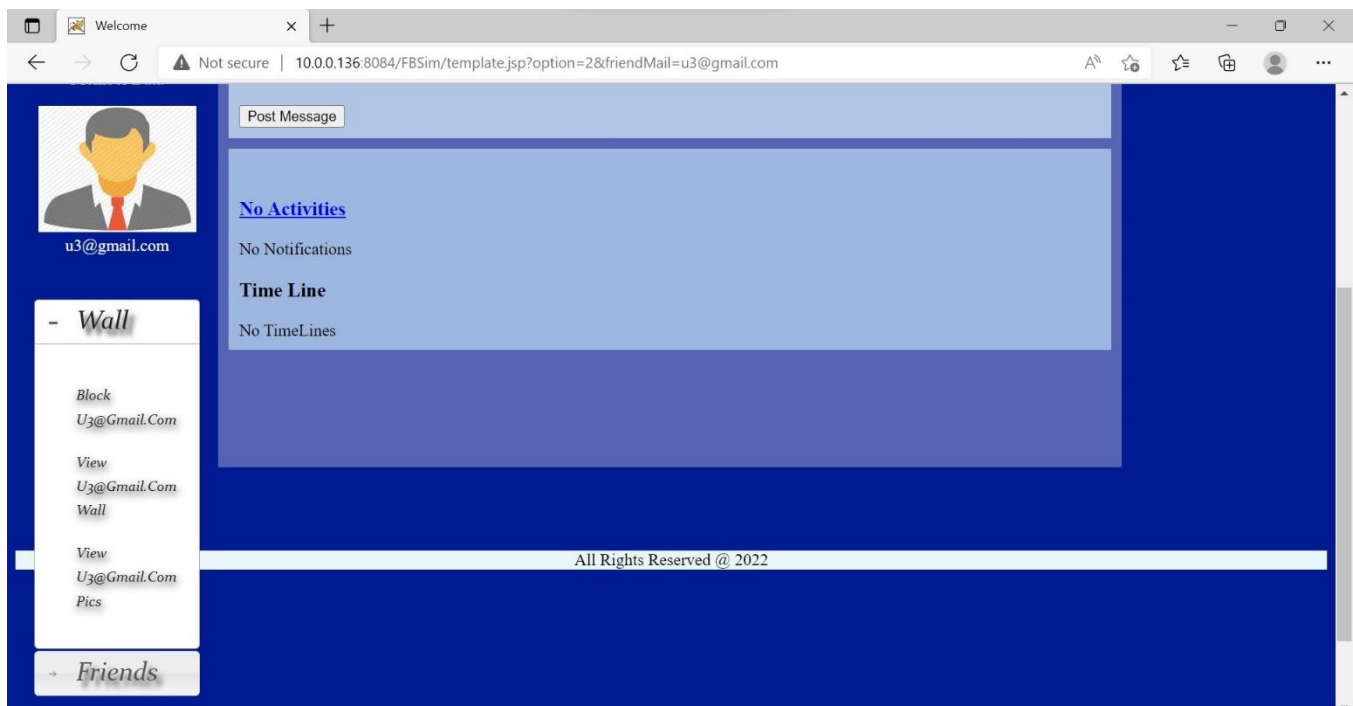 Welcome
Not secure | 10.0.0.136:8084/FBSim/template.jsp?option=2&friendMail=u3@gmail.com
Post Message
u3@gmail.com
No Activities
No Notifications
Time Line
No TimeLines
- Wall
Block
U3@Gmail.Com
View
U3@Gmail.Com
Wall
View
U3@Gmail.Com
Pics
Friends
All Rights Reserved @ 2022